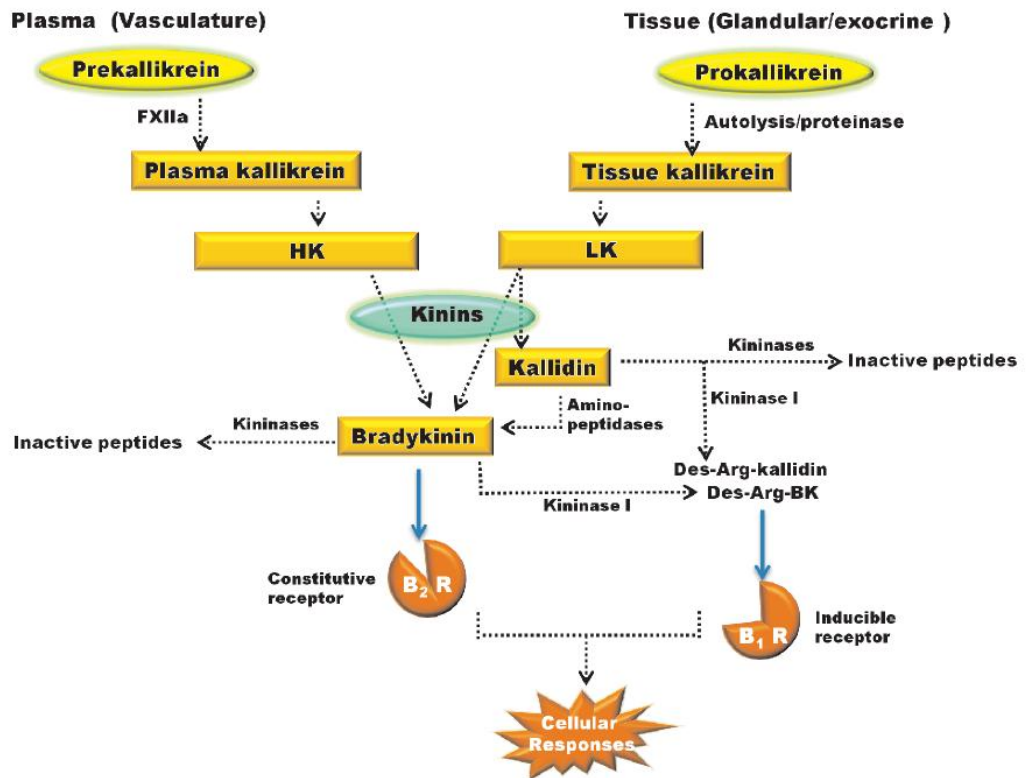 Plasma (Vasculature)
Tissue (Glandular/exocrine )
Prekallikrein
Prokallikrein
FXIIa
Autolysis/proteinase
Plasma kallikrein
Tissue kallikrein
HK
LK
Kinins
Kallidin
Kininases
Inactive peptides
Kininase I
Amino-
peptidases
Kininases
Inactive peptides
Bradykinin
Des-Arg-kallidin
Des-Arg-BK
Kininase I
Constitutive
receptor
B₂ R
B₁ R
Inducible
receptor
Cellular
Responses